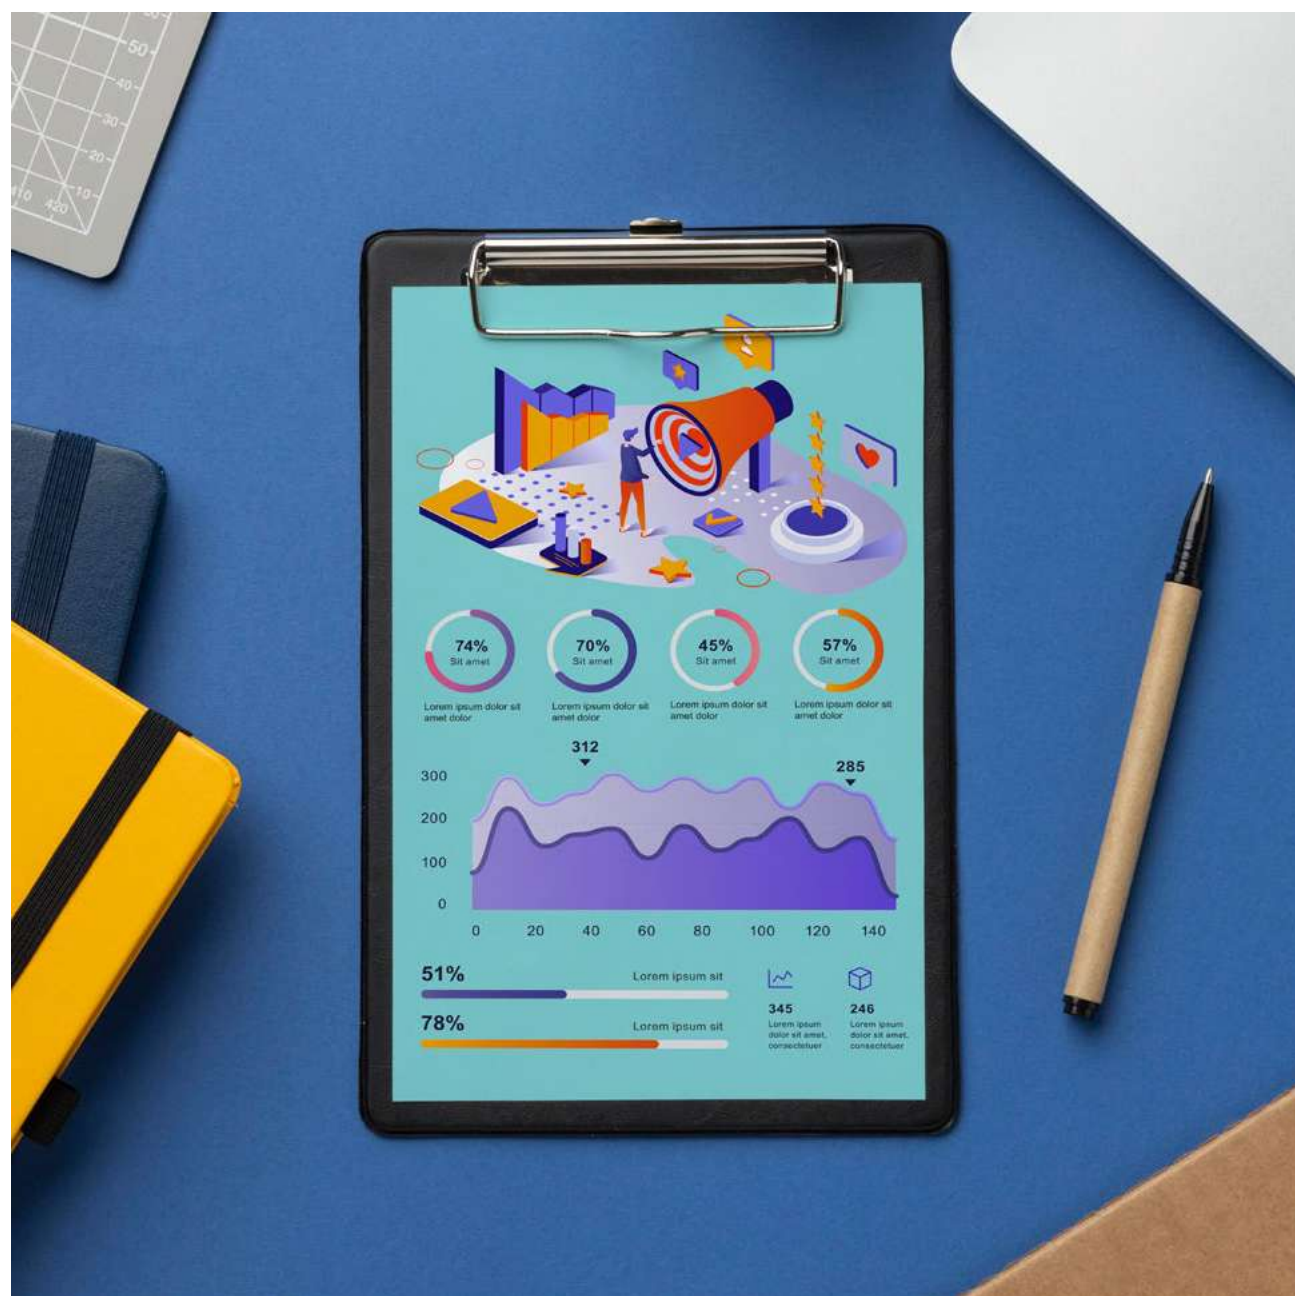 50
50
40
30
20
10
410
420
74%
Sit amet
70%
Sit amet
45%
Sit amet
57%
Sit amet
Lorem ipsum dolor sit
amet dolor
Lorem ipsum dolor sit
amet dolor
Lorem ipsum dolor sit
amet dolor
Lorem ipsum dolor sit
amet dolor
312
285
300
200
100
0
0 20 40 60 80 100 120 140
51% Lorem ipsum sit
78% Lorem ipsum sit
345
Lorem ipsum
dolor sit amet,
consectetuer
246
Lorem ipsum
dolor sit amet,
consectetuer